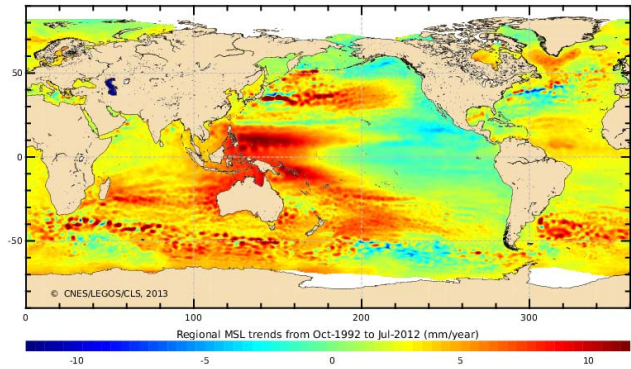 50
0
-50
© CNES/LEGOS/CLS, 2013
0 100 200 300
Regional MSL trends from Oct-1992 to Jul-2012 (mm/year)
-10 -5 0 5 10